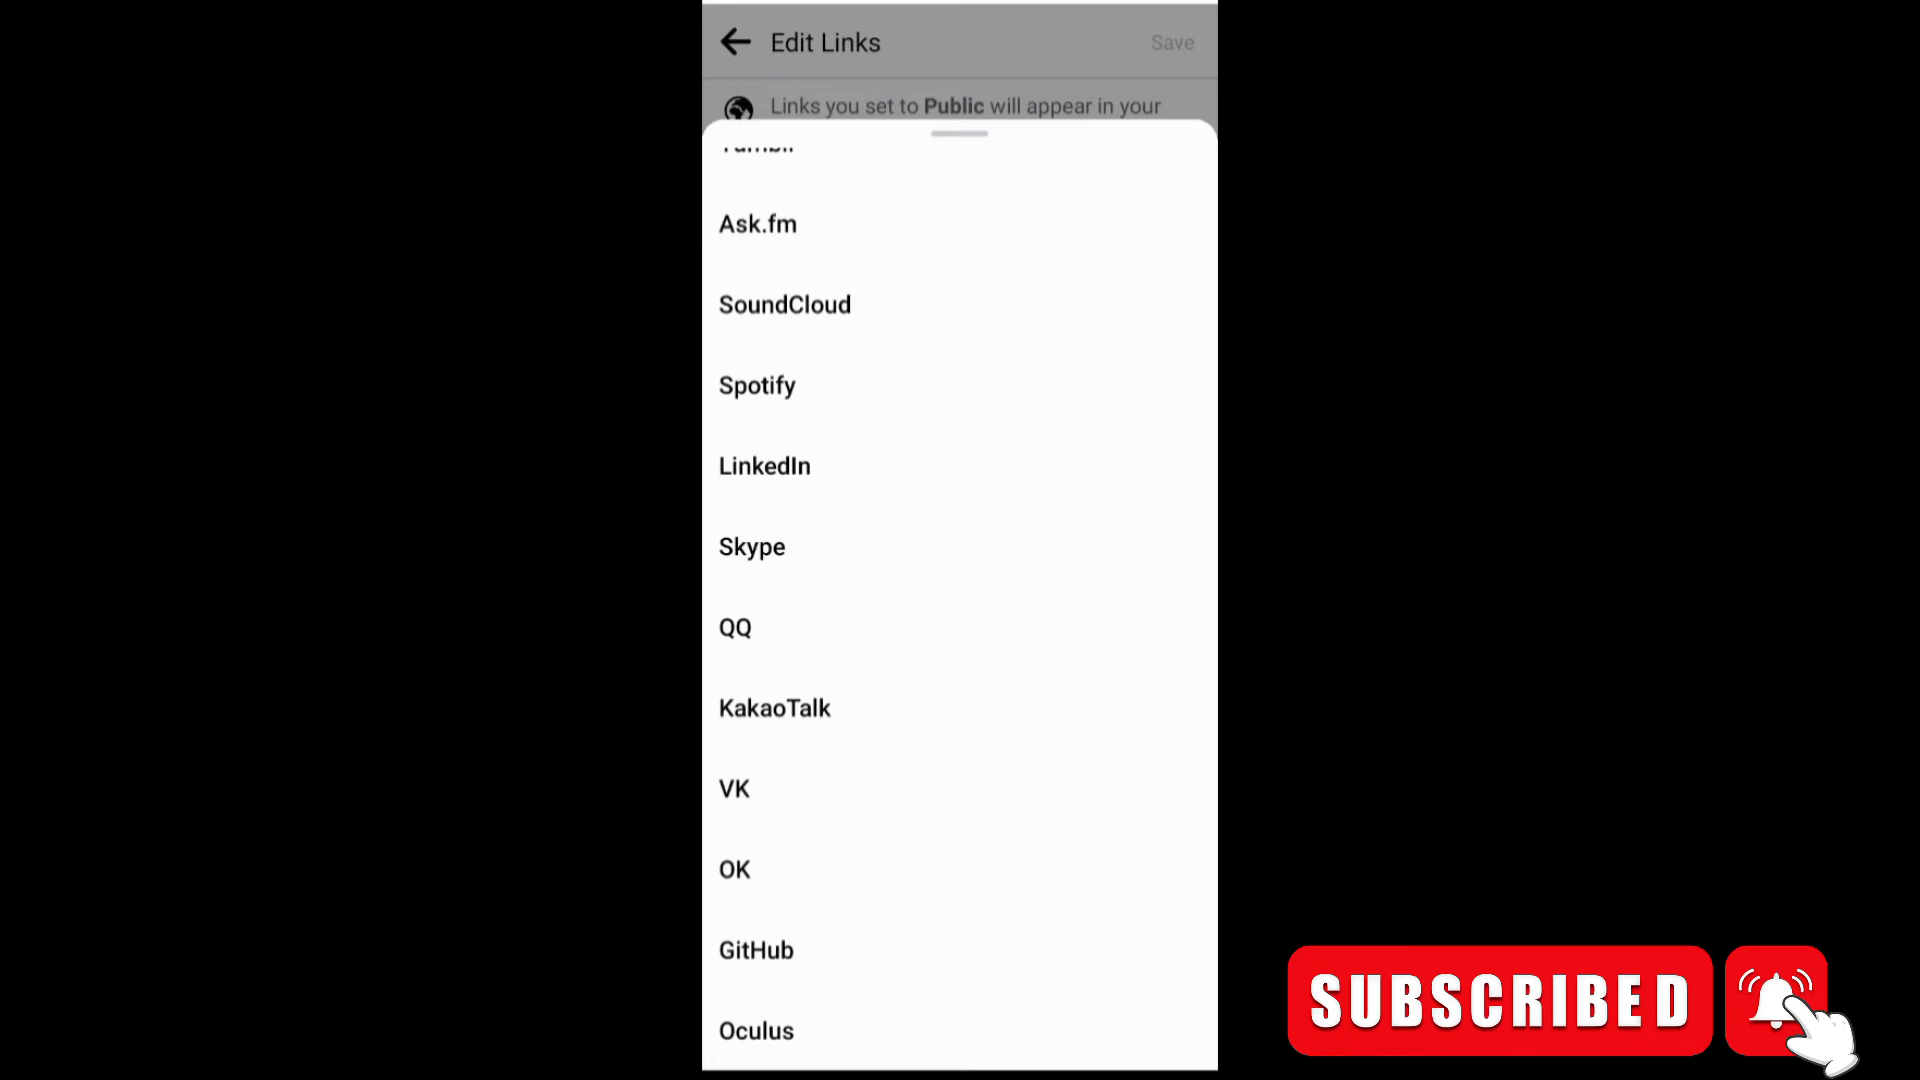 Edit Links
Save
Links you set to Public will appear in your
Ask.fm
SoundCloud
Spotify
LinkedIn
Skype
QQ
KakaoTalk
VK
OK
GitHub
Oculus
SUBSCRIBED